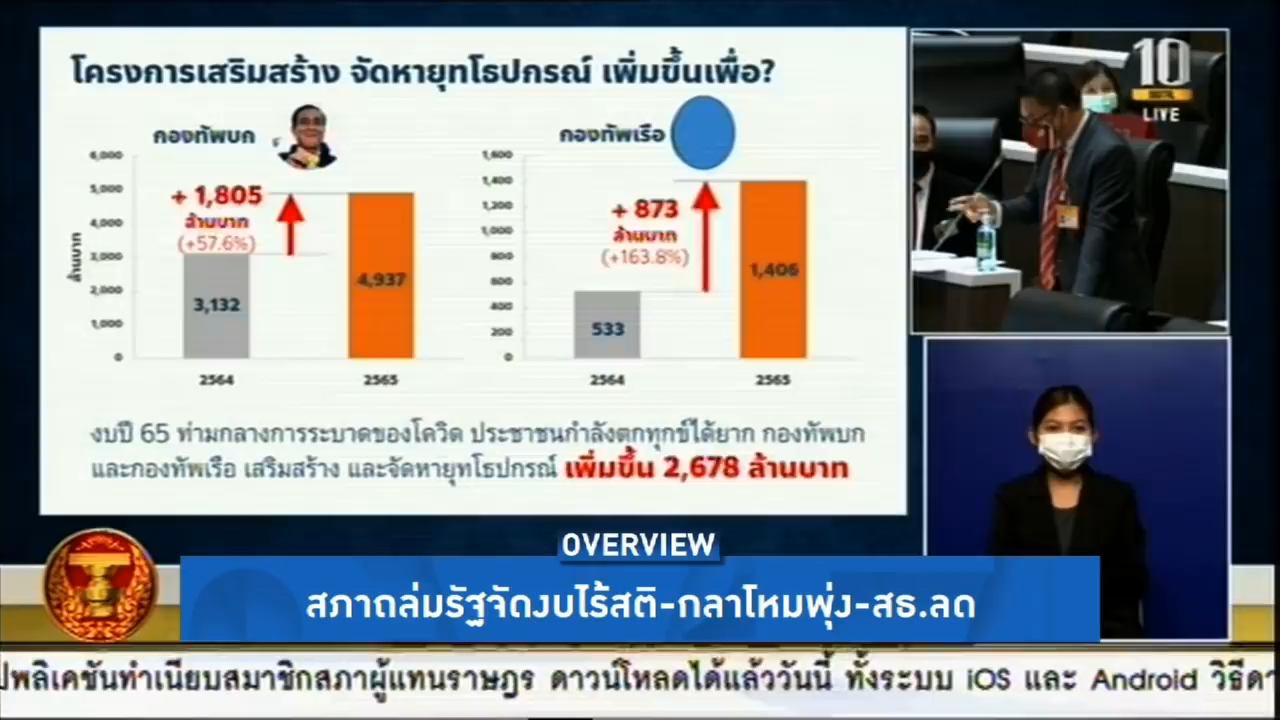 โครงการเสริมสร้าง จัดหายุทโธปกรณ์ เพิ่มขึ้นเพื่อ?
กองทัพบก
กองทัพเรือ
ล้านบาท
6,000
5,000
4,000
3,000
2,000
1,000
0
+ 1,805
ล้านบาท
(+57.6%)
3,132
4,937
2564
2565
1,600
1,400
1,200
1,000
800
600
400
200
0
+ 873
ล้านบาท
(+163.8%)
533
1,406
2564
2565
งบปี 65 ท่ามกลางการระบาดของโควิด ประชาชนกำลังตกทุกข์ได้ยาก กองทัพบก
และกองทัพเรือ เสริมสร้าง และจัดหายุทโธปกรณ์ เพิ่มขึ้น 2,678 ล้านบาท
10
DIGITAL
LIVE
OVERVIEW
สภาถล่มรัฐจัดงบไร้สติ-กลาโหมพุ่ง-สธ.ลด
ปพลิเคชันทำเนียบสมาชิกสภาผู้แทนราษฎร ดาวน์โหลดได้แล้ววันนี้ ทั้งระบบ iOS และ Android